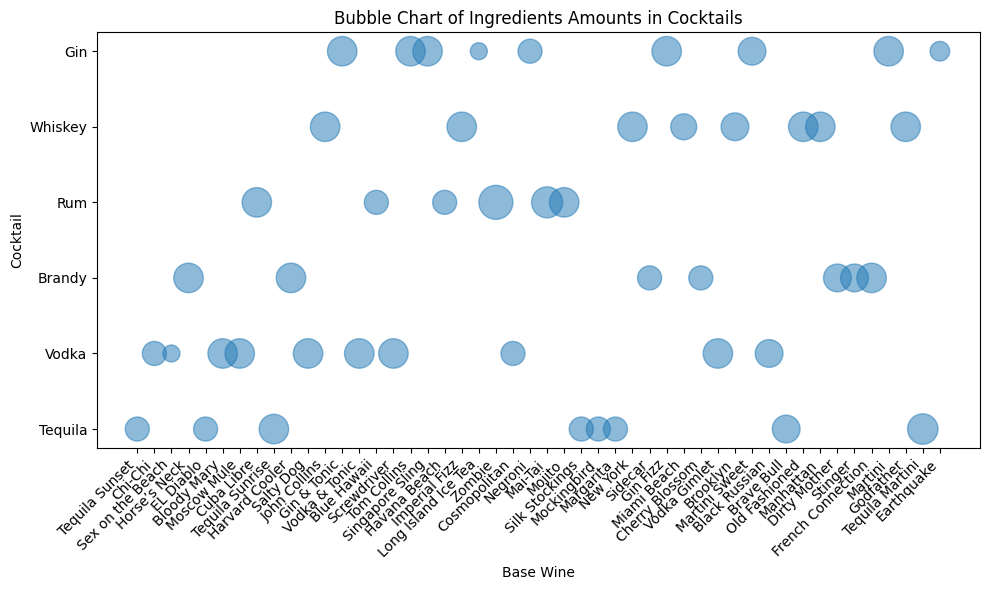 Bubble Chart of Ingredients Amounts in Cocktails
Gin
Whiskey
Rum
Brandy
Vodka
Tequila
Cocktail
Tequila Sunset
Chi-Chi
Sex on the Beach
Horse's Neck
EL Diablo
Bloody Mary
Moscow Mule
Cuba Libre
Tequila Sunrise
Harvard Cooler
Salty Dog
John Collins
Gin & Tonic
Vodka & Tonic
Blue Hawaii
Screwdriver
Tom Collins
Singapore Sling
Havana Beach
Imperial Fizz
Long Island Ice Tea
Zombie
Cosmopolitan
Negroni
Mai-Tai
Mojito
Silk Stockings
Mockingbird
Margarita
New York
Sidecar
Gin Fizz
Miami Beach
Cherry Blossom
Vodka Gimlet
Brooklyn
Martini Sweet
Black Russian
Brave Bull
Old Fashioned
Manhattan
Dirty Mother
Stinger
French Connection
Martini
Godfather
Tequila Martini
Earthquake
Base Wine